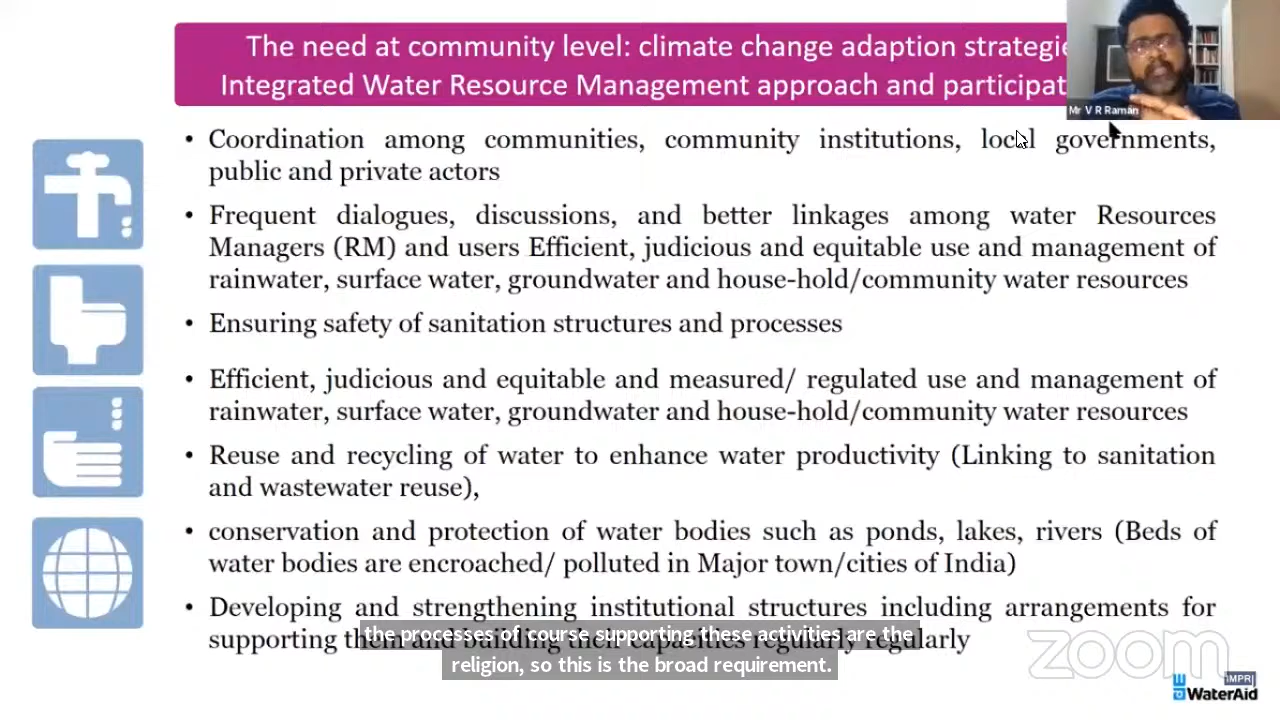 The need at community level: climate change adaption strategie
Integrated Water Resource Management approach and participat
Mr V R Raman
• Coordination among communities, community institutions, local governments,
public and private actors
• Frequent dialogues, discussions, and better linkages among water Resources
Managers (RM) and users Efficient, judicious and equitable use and management of
rainwater, surface water, groundwater and house-hold/community water resources
• Ensuring safety of sanitation structures and processes
• Efficient, judicious and equitable and measured/ regulated use and management of
rainwater, surface water, groundwater and house-hold/community water resources
• Reuse and recycling of water to enhance water productivity (Linking to sanitation
and wastewater reuse),
• conservation and protection of water bodies such as ponds, lakes, rivers (Beds of
water bodies are encroached/ polluted in Major town/cities of India)
• Developing and strengthening institutional structures including arrangements for
supporting them and building their capacities regularly regularly
the processes of course supporting these activities are the
religion, so this is the broad requirement.
zoom
IMPRI
WaterAid